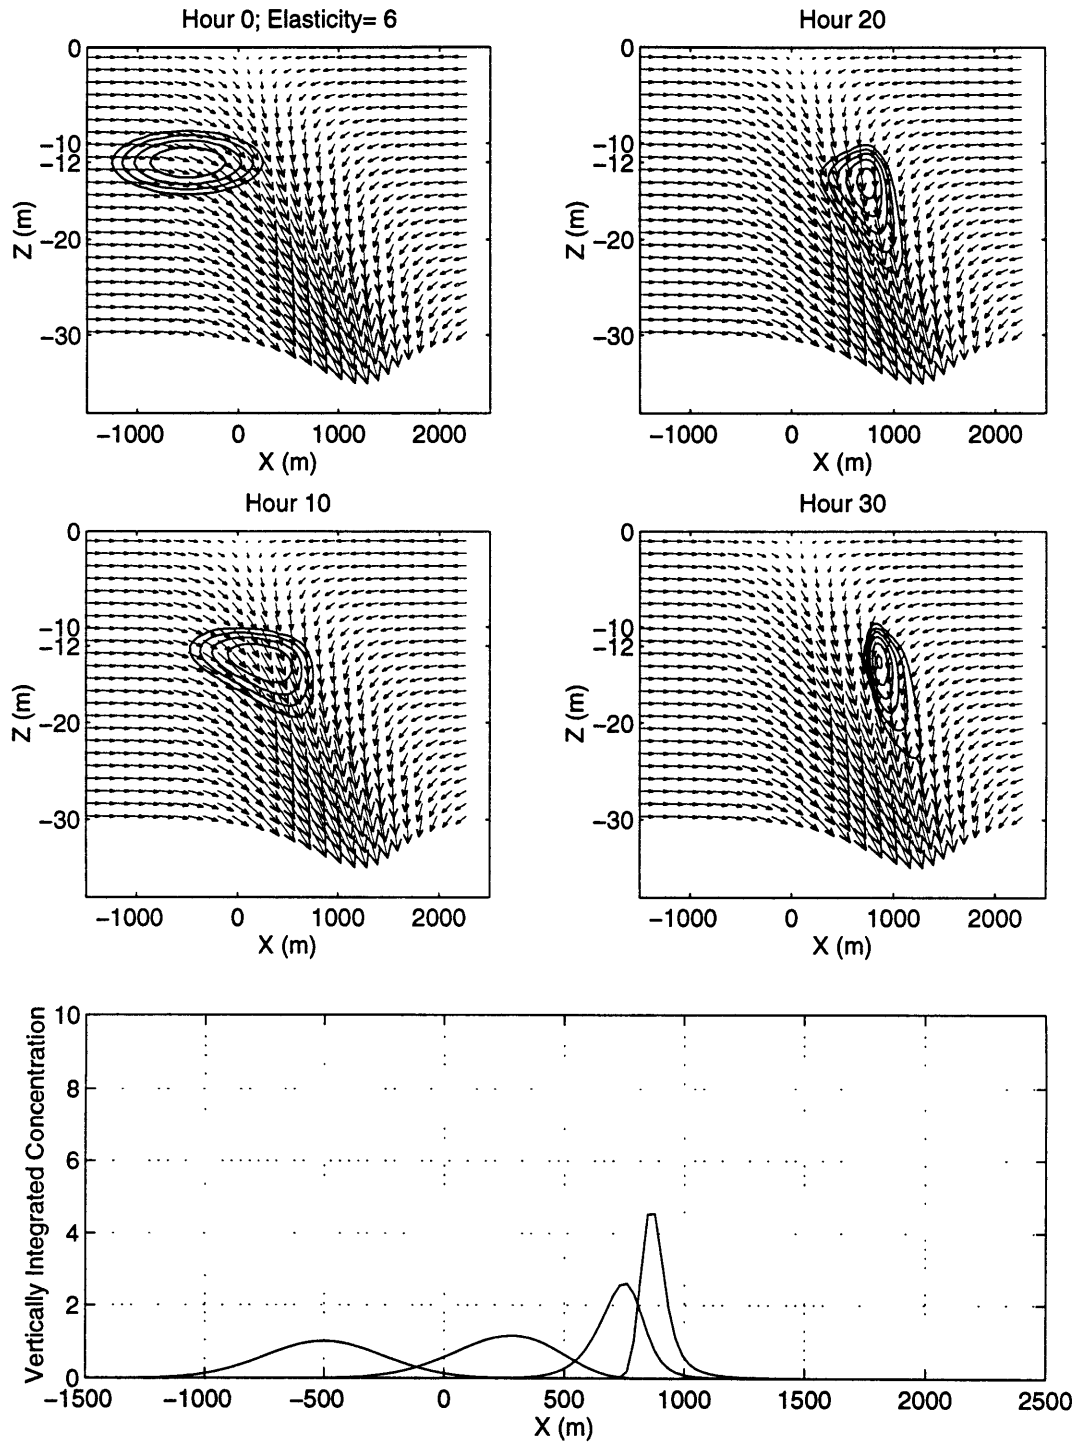 Hour 0; Elasticity= 6
0
−10
−12
−20
−30
Z (m)
−1000 0 1000 2000
X (m)
Hour 20
0
−10
−12
−20
−30
Z (m)
−1000 0 1000 2000
X (m)
Hour 10
0
−10
−12
−20
−30
Z (m)
−1000 0 1000 2000
X (m)
Hour 30
0
−10
−12
−20
−30
Z (m)
−1000 0 1000 2000
X (m)
Vertically Integrated Concentration
10
8
6
4
2
0
−1500 −1000 −500 0 500 1000 1500 2000 2500
X (m)